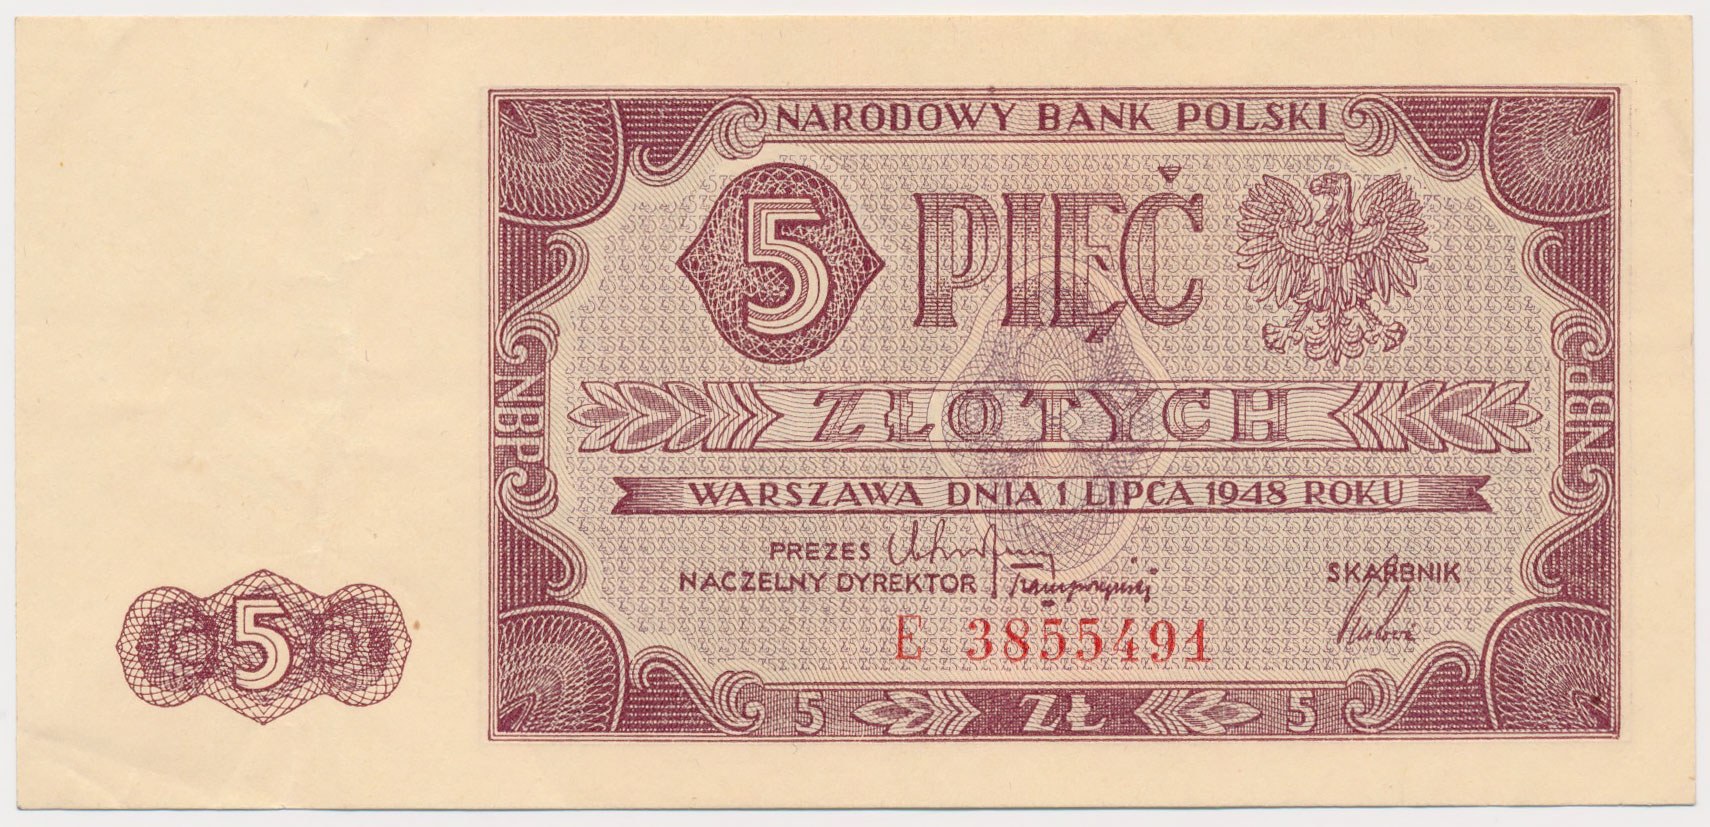 NARODOWY BANK POLSKI
5 PIĘĆ
ZŁOTYCH
NBP
NBP
WARSZAWA DNIA 1 LIPCA 1948 ROKU
PREZES
NACZELNY DYREKTOR
SKARBNIK
E 3855491
5
5 ZŁ 5